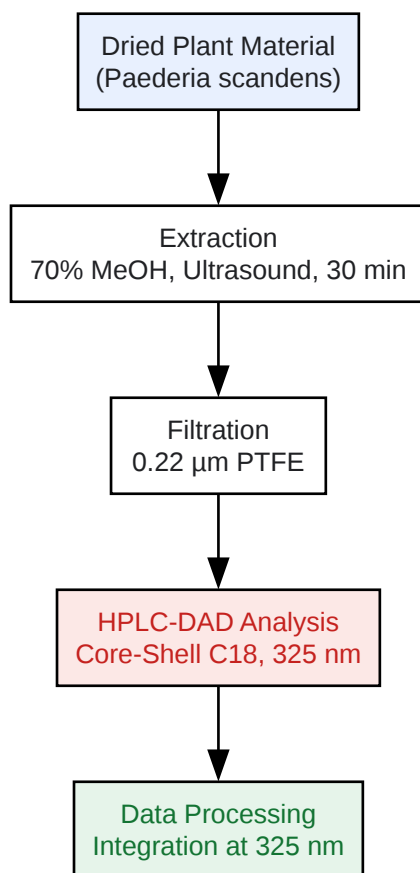 Dried Plant Material
(Paederia scandens)
Extraction
70% MeOH, Ultrasound, 30 min
Filtration
0.22 µm PTFE
HPLC-DAD Analysis
Core-Shell C18, 325 nm
Data Processing
Integration at 325 nm